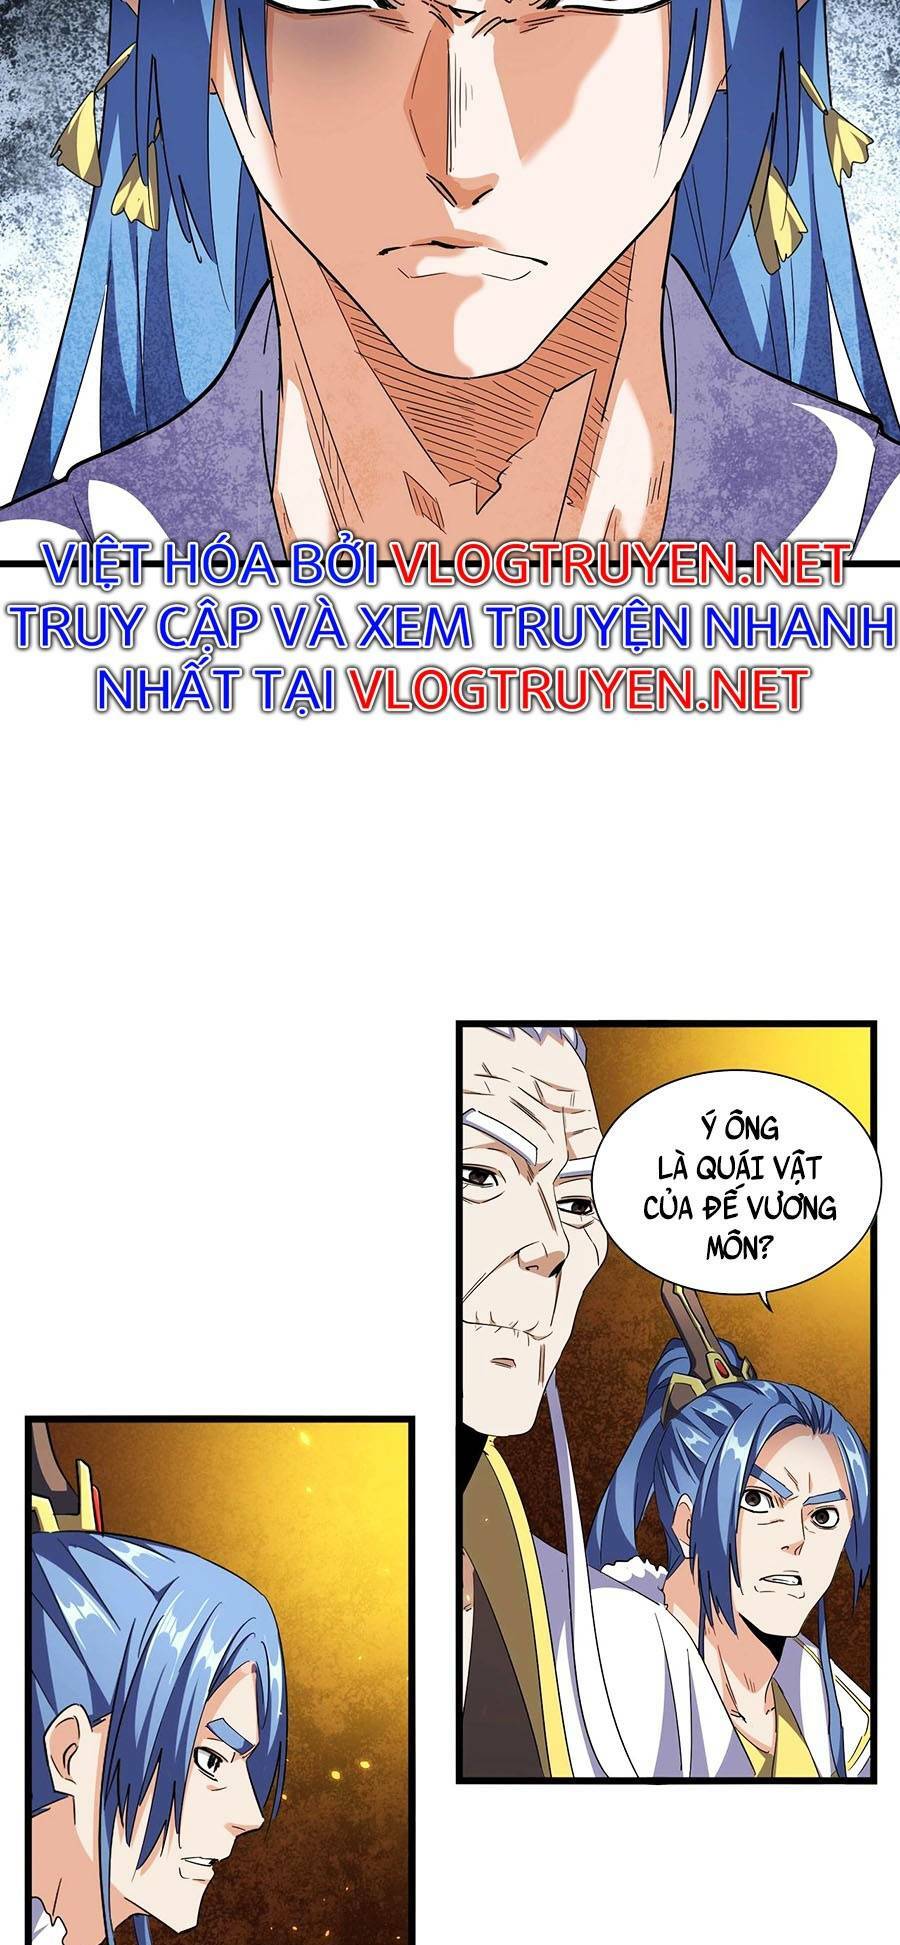 VIỆT HÓA BỞI VLOGTRUYEN.NET
TRUY CẬP VÀ XEM TRUYỆN NHANH
NHẤT TẠI VLOGTRUYEN.NET
Ý ÔNG
LÀ QUÁI VẬT
CỦA ĐẾ VƯƠNG
MÔN?